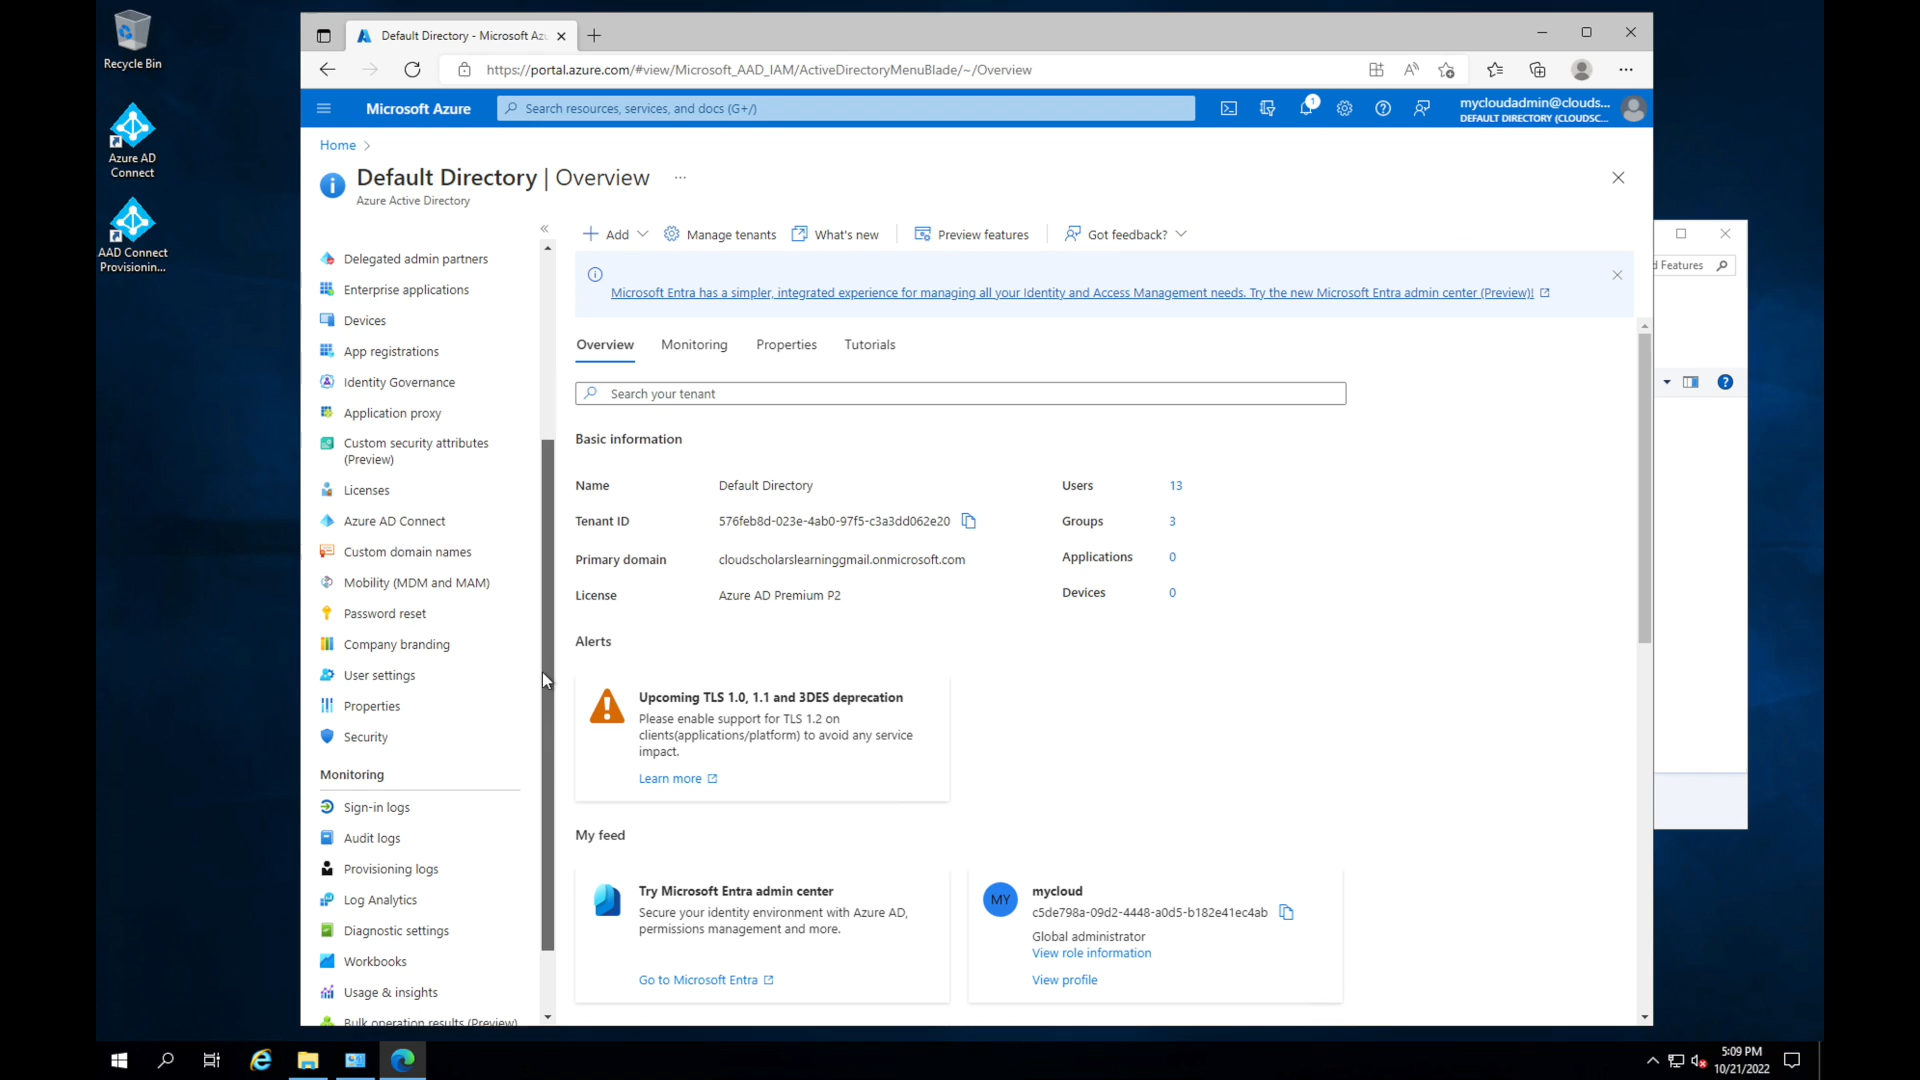 Recycle Bin
Azure AD
Connect
AAD Connect
Provisionin...
Default Directory - Microsoft Az
https://portal.azure.com/#view/Microsoft_AAD_IAM/ActiveDirectoryMenuBlade/~/Overview
Microsoft Azure
Search resources, services, and docs (G+/)
1
mycloudadmin@clouds...
DEFAULT DIRECTORY (CLOUDSC...
Home
Default Directory | Overview
Azure Active Directory
Delegated admin partners
Enterprise applications
Devices
App registrations
Identity Governance
Application proxy
Custom security attributes
(Preview)
Licenses
Azure AD Connect
Custom domain names
Mobility (MDM and MAM)
Password reset
Company branding
User settings
Properties
Security
Monitoring
Sign-in logs
Audit logs
Provisioning logs
Log Analytics
Diagnostic settings
Workbooks
Usage & insights
Bulk operation results (Preview)
Add
Manage tenants
What's new
Preview features
Got feedback?
Microsoft Entra has a simpler, integrated experience for managing all your Identity and Access Management needs. Try the new Microsoft Entra admin center (Preview)!
Overview
Monitoring
Properties
Tutorials
Search your tenant
Basic information
Name Default Directory
Tenant ID 576feb8d-023e-4ab0-97f5-c3a3dd062e20
Primary domain cloudscholarslearninggmail.onmicrosoft.com
License Azure AD Premium P2
Users 13
Groups 3
Applications 0
Devices 0
Alerts
Upcoming TLS 1.0, 1.1 and 3DES deprecation
Please enable support for TLS 1.2 on
clients(applications/platform) to avoid any service
impact.
Learn more
My feed
Try Microsoft Entra admin center
Secure your identity environment with Azure AD,
permissions management and more.
Go to Microsoft Entra
MY
mycloud
c5de798a-09d2-4448-a0d5-b182e41ec4ab
Global administrator
View role information
View profile
d Features
5:09 PM
10/21/2022